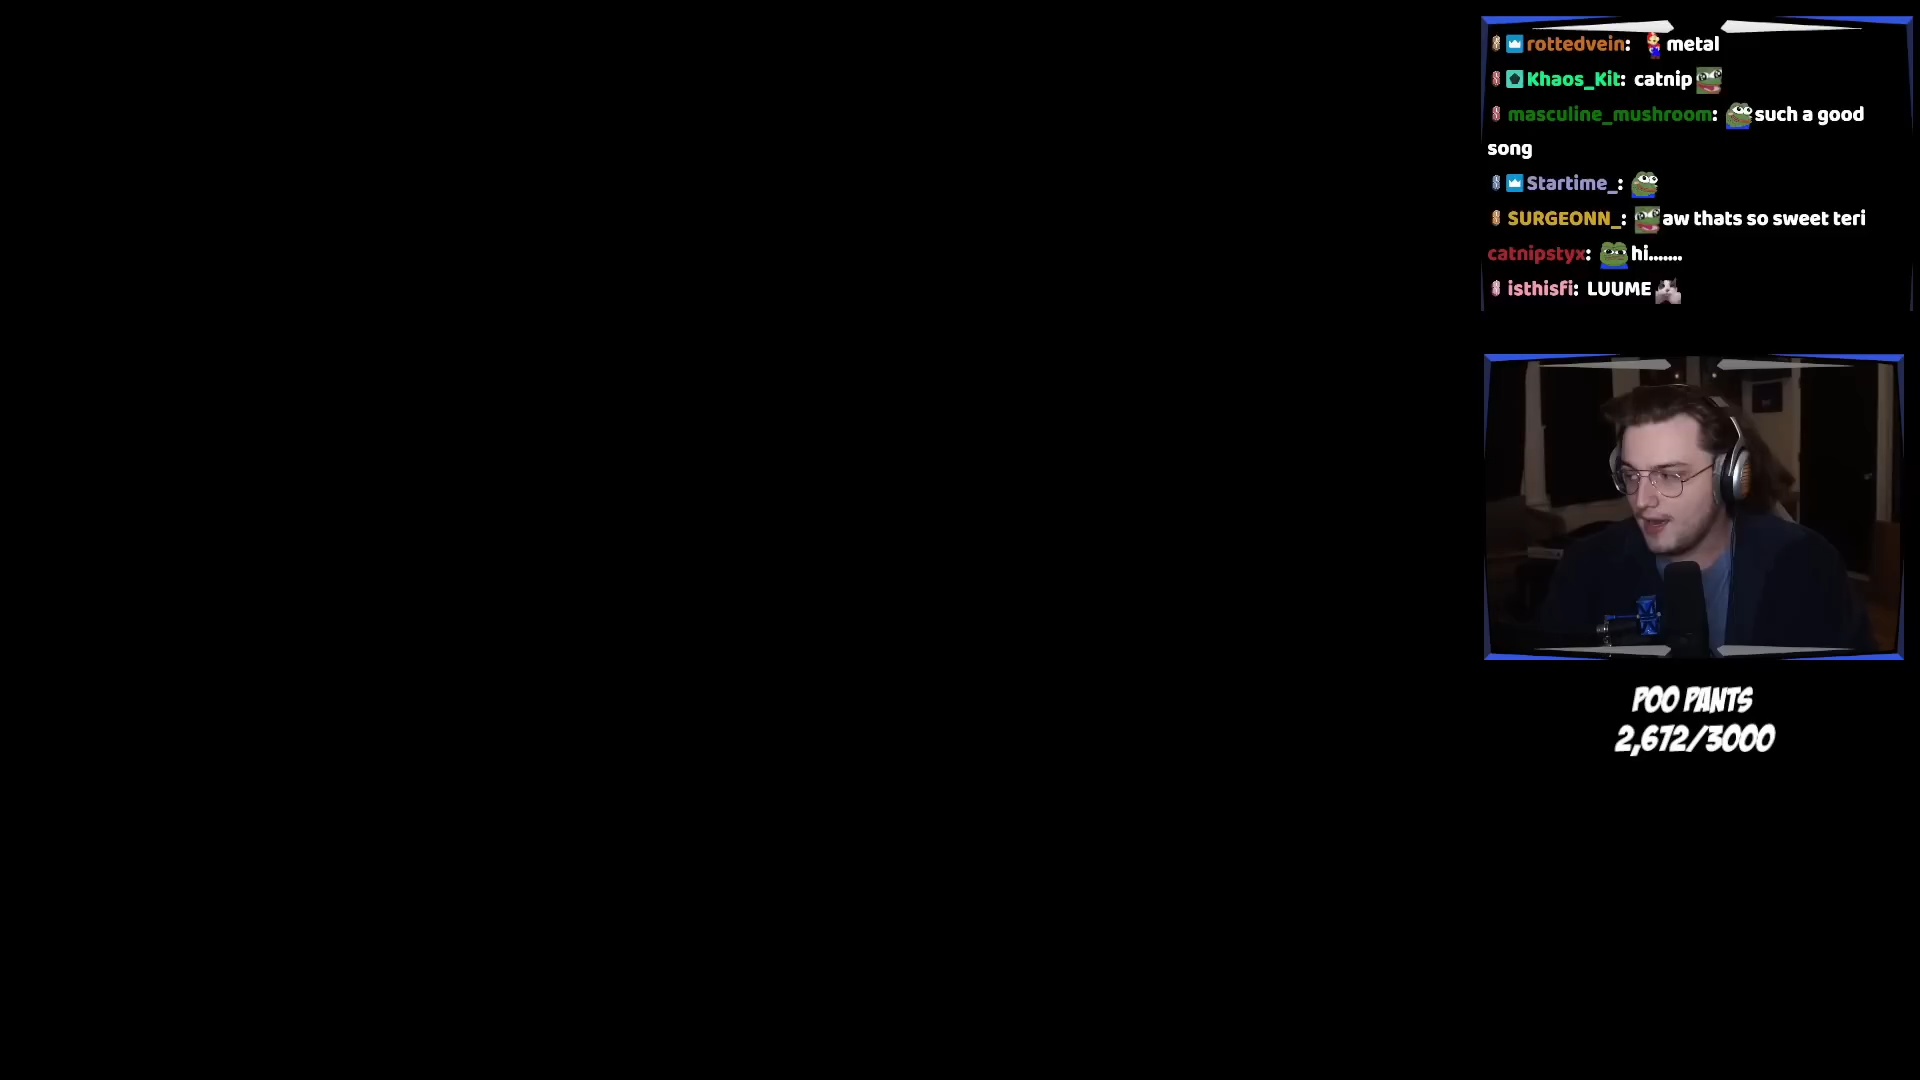 rottedvein: metal
Khaos_Kit: catnip
masculine_mushroom: such a good
song
Startime_:
SURGEONN_: aw thats so sweet teri
catnipstyx: hi.......
isthisfi: LUUME
POO PANTS
2,672/3000